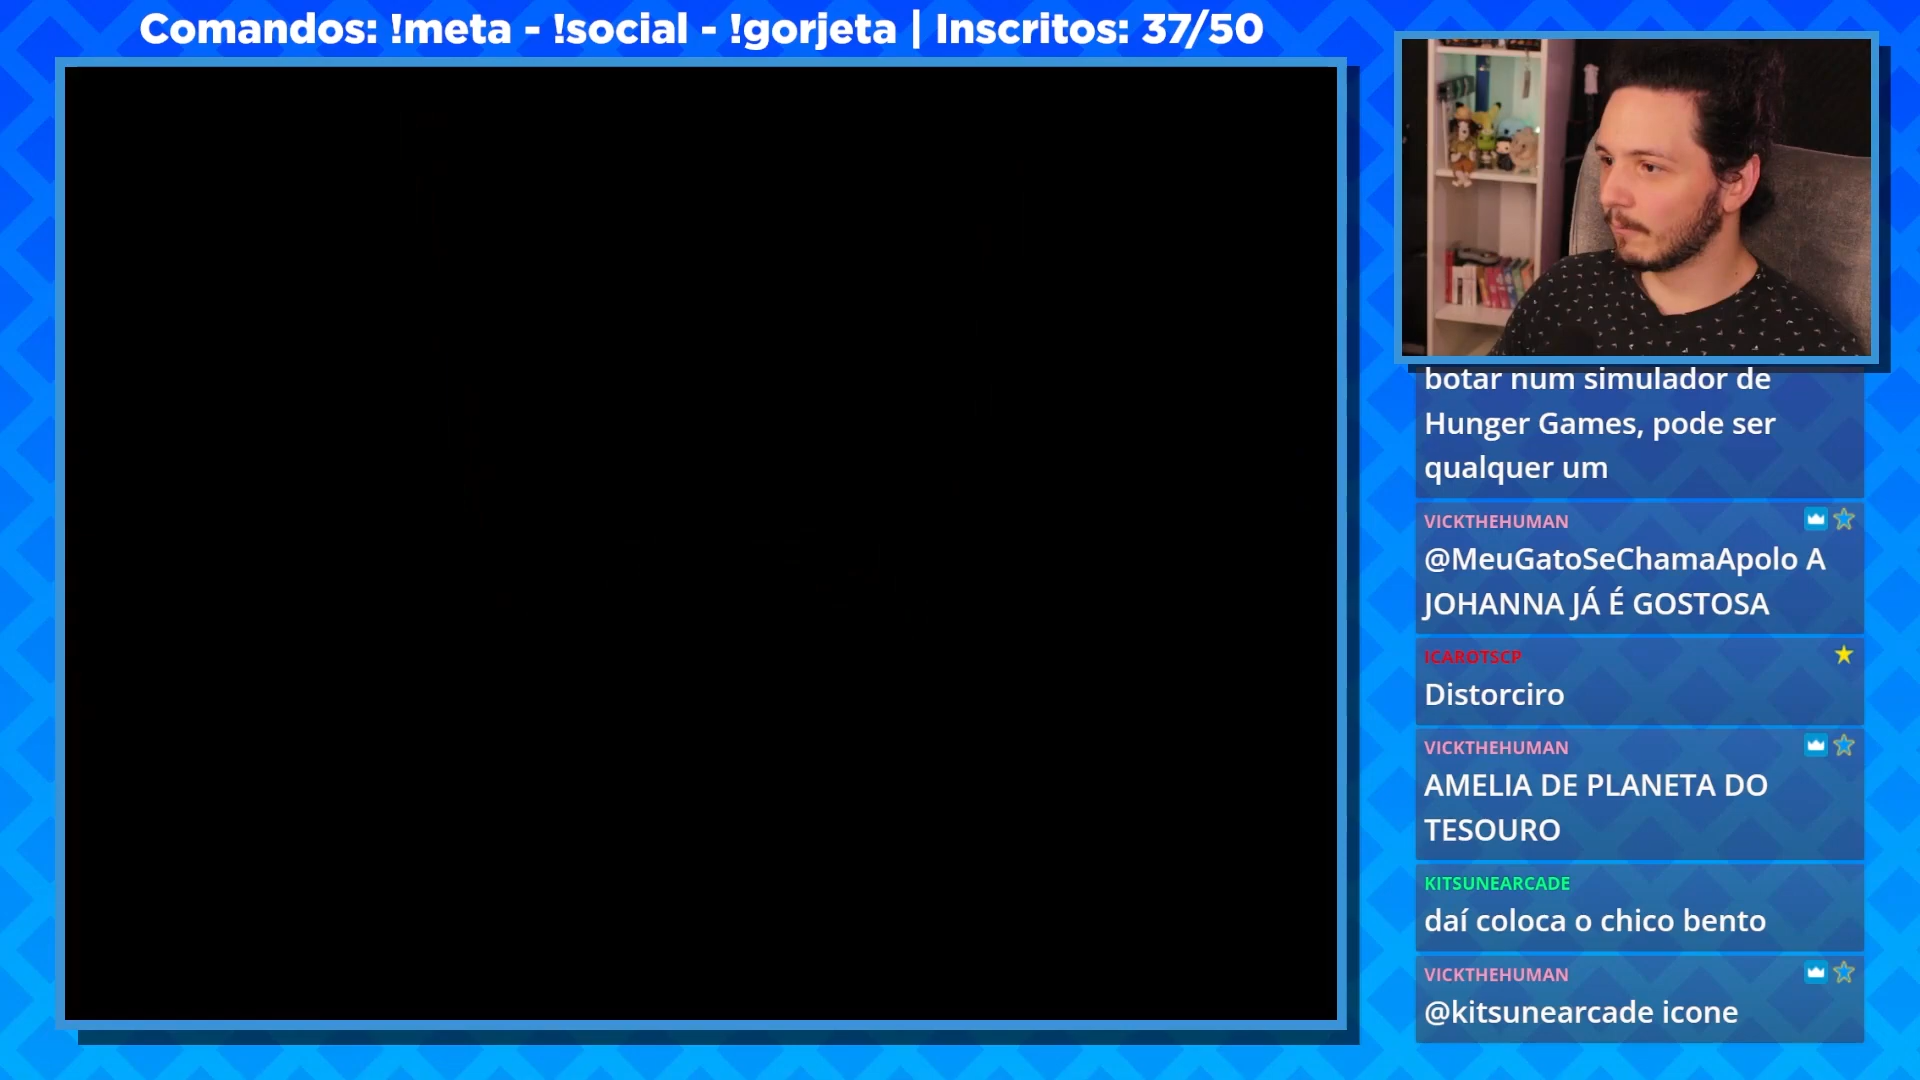 Comandos: !meta - !social - !gorjeta | Inscritos: 37/50
botar num simulador de
Hunger Games, pode ser
qualquer um
VICKTHEHUMAN
@MeuGatoSeChamaApolo A
JOHANNA JÁ É GOSTOSA
ICAROTSCP
Distorciro
VICKTHEHUMAN
AMELIA DE PLANETA DO
TESOURO
KITSUNEARCADE
daí coloca o chico bento
VICKTHEHUMAN
@kitsunearcade icone